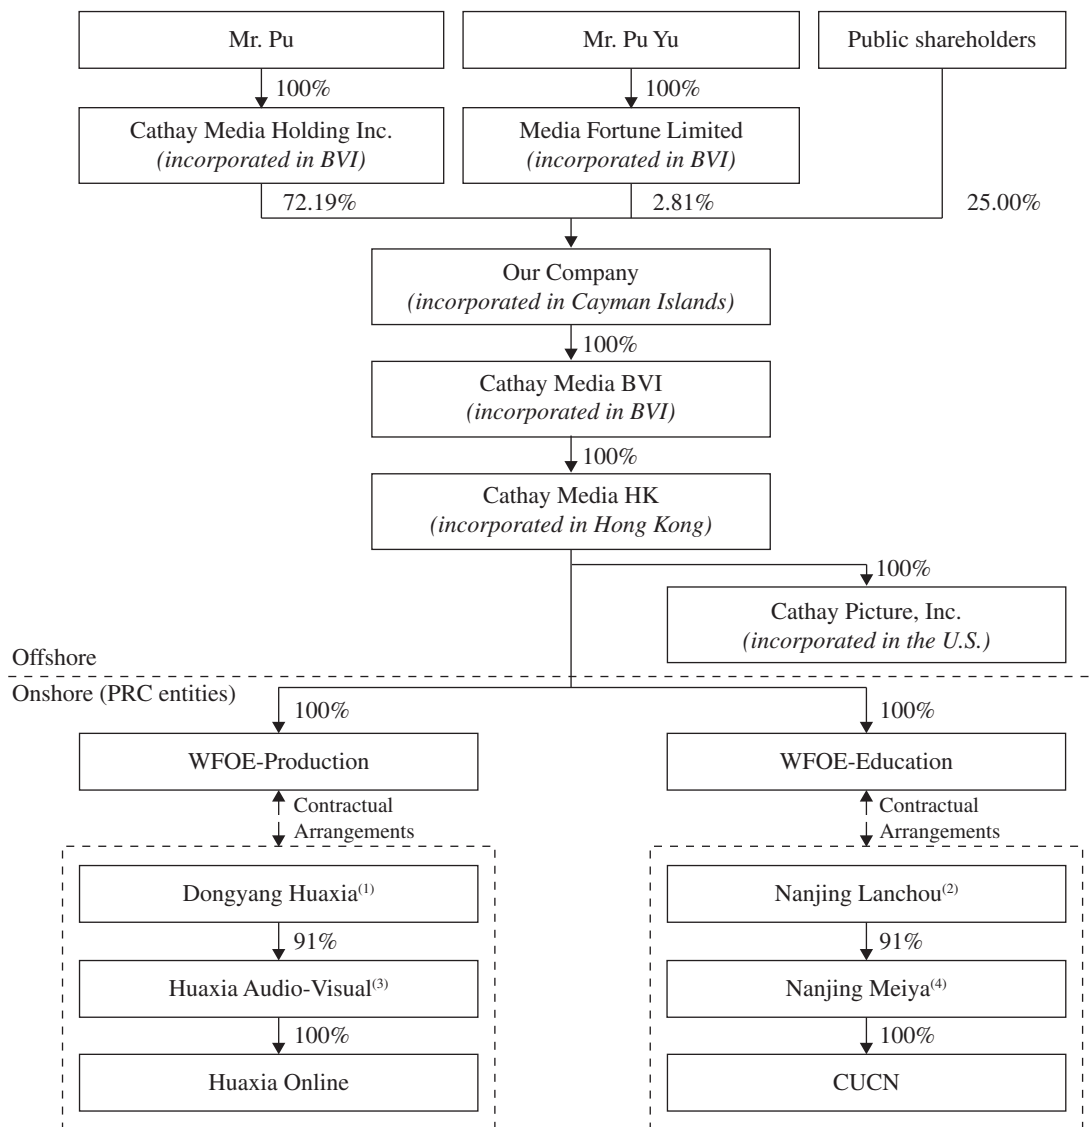 Mr. Pu
Mr. Pu Yu
Public shareholders
100%
100%
Cathay Media Holding Inc.
(incorporated in BVI)
Media Fortune Limited
(incorporated in BVI)
72.19%
2.81%
25.00%
Our Company
(incorporated in Cayman Islands)
100%
Cathay Media BVI
(incorporated in BVI)
100%
Cathay Media HK
(incorporated in Hong Kong)
100%
Cathay Picture, Inc.
(incorporated in the U.S.)
Offshore
Onshore (PRC entities)
100%
100%
WFOE-Production
WFOE-Education
Contractual
Arrangements
Contractual
Arrangements
Dongyang Huaxia(1)
Nanjing Lanchou(2)
91%
91%
Huaxia Audio-Visual(3)
Nanjing Meiya(4)
100%
100%
Huaxia Online
CUCN